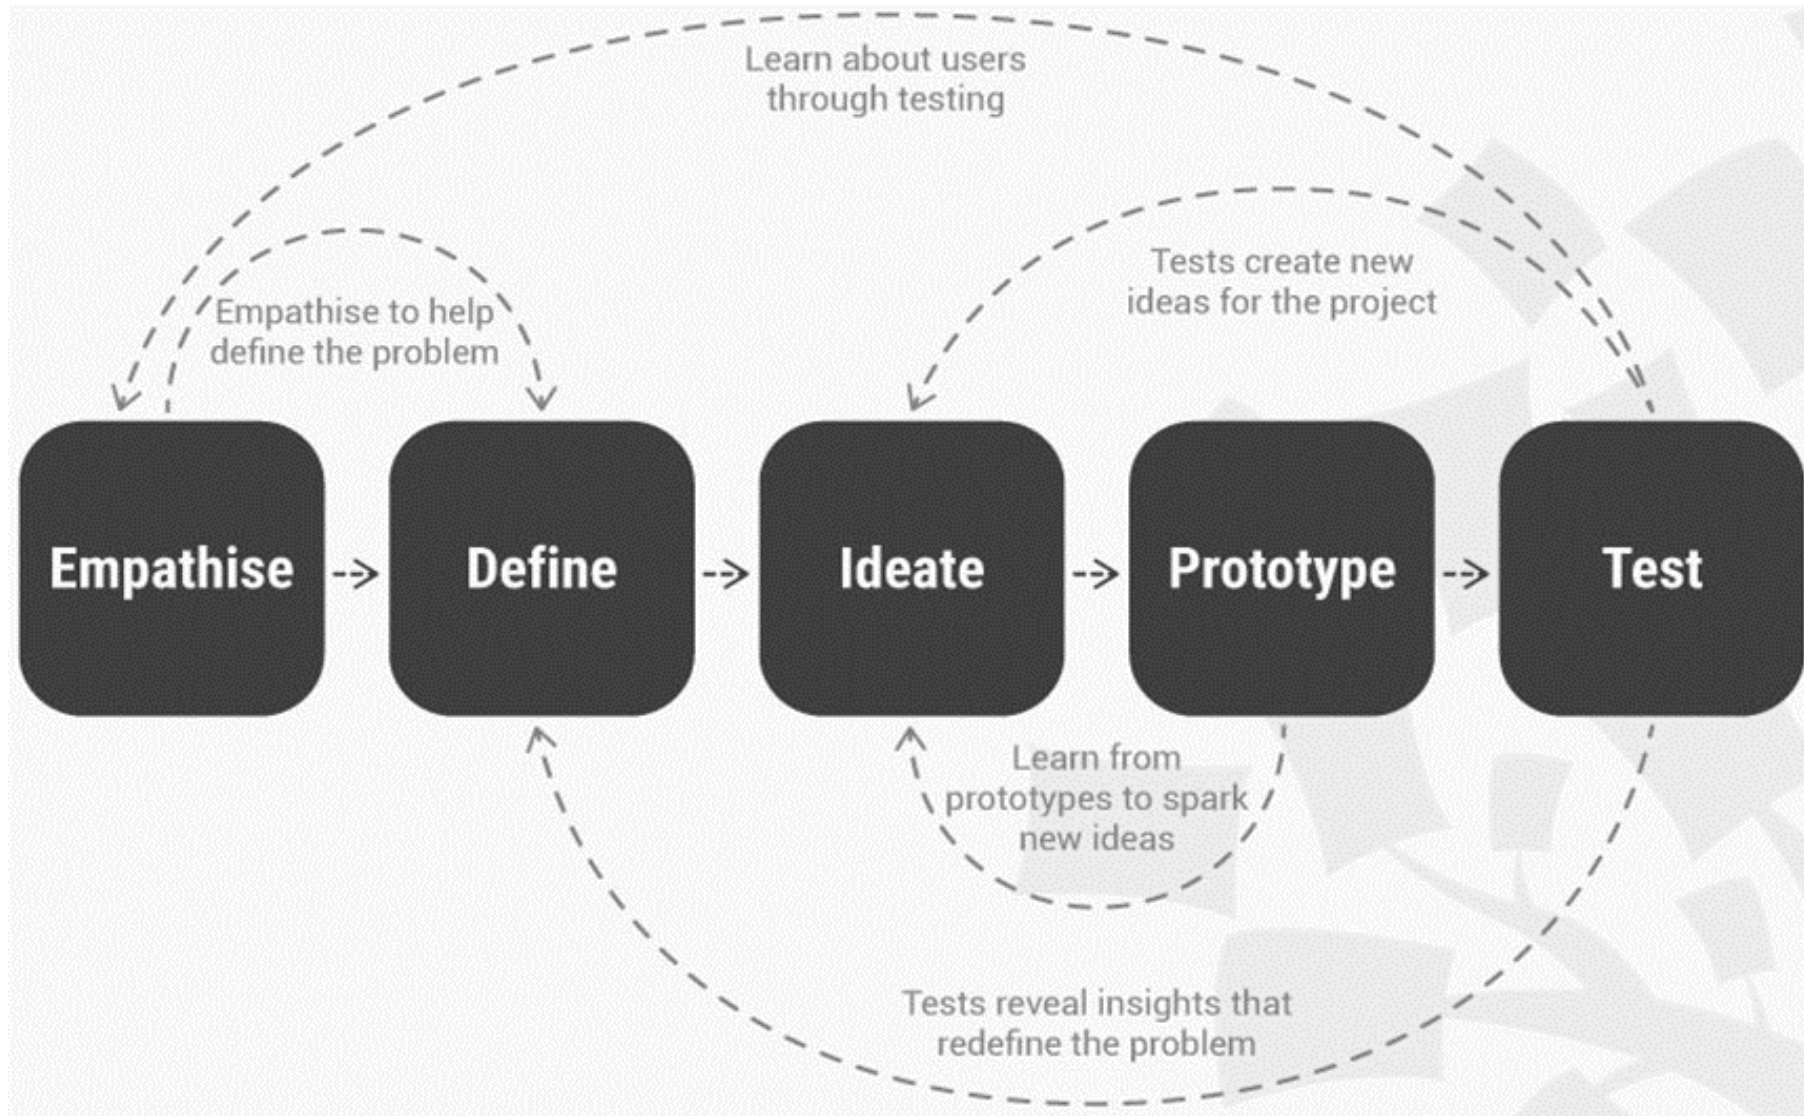 Learn about users
through testing
Tests create new
ideas for the project
Empathise to help
define the problem
Empathise
Define
Ideate
Prototype
Test
Learn from
prototypes to spark
new ideas
Tests reveal insights that
redefine the problem